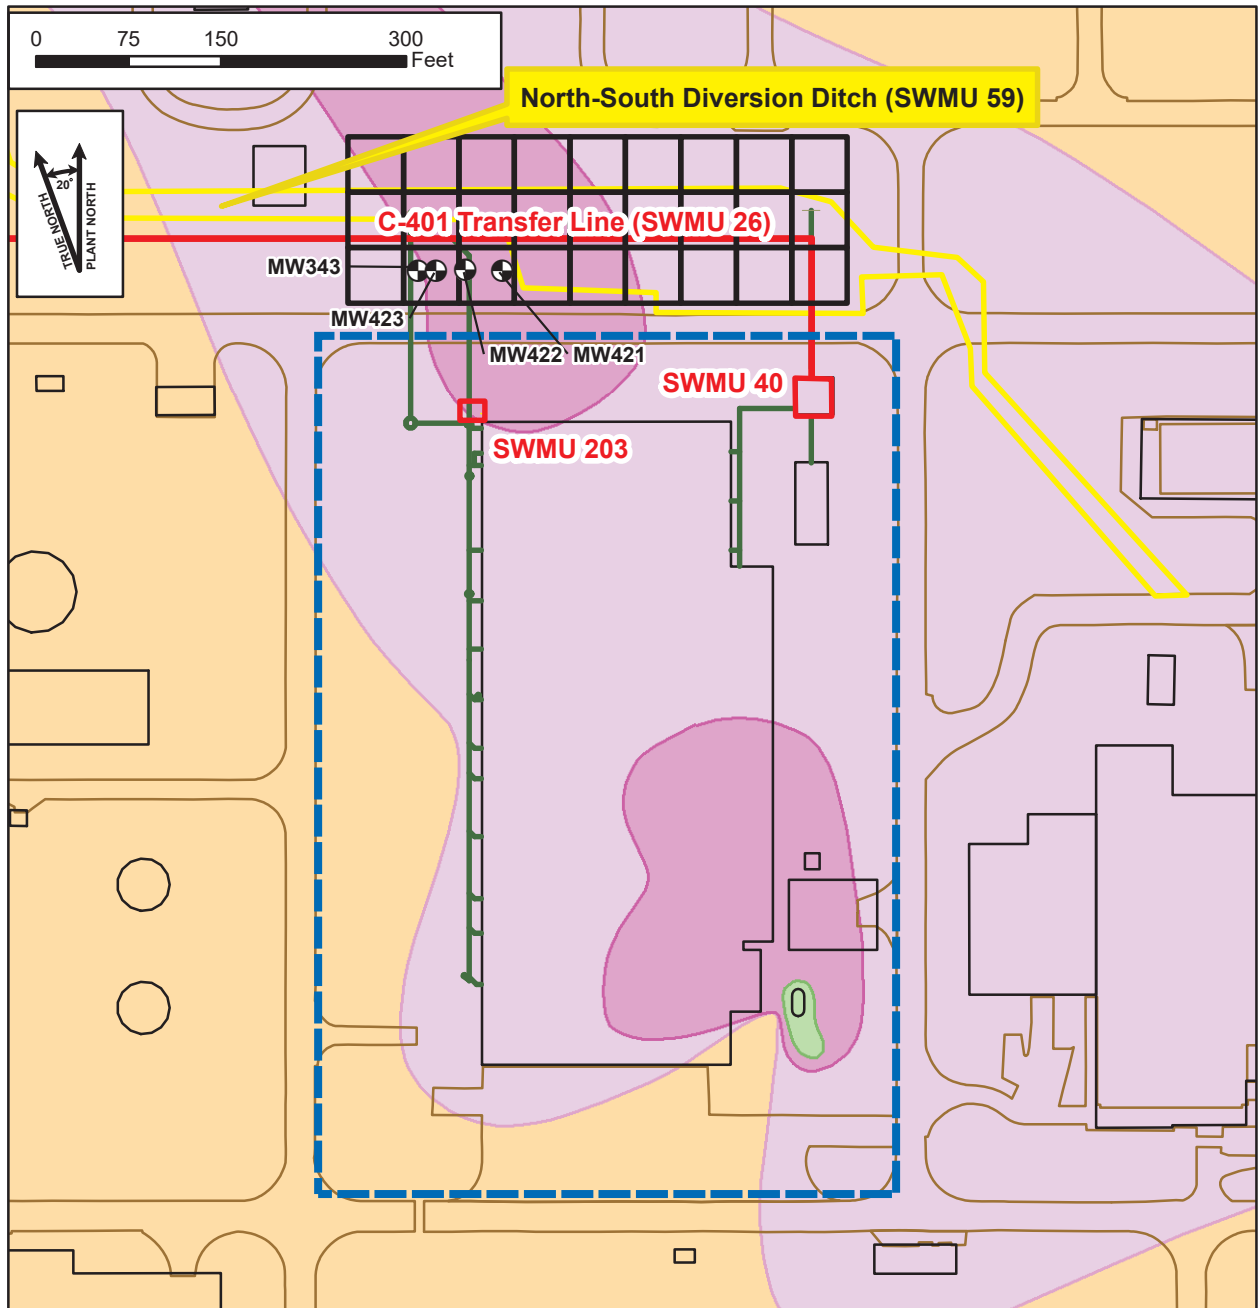 0 75 150 300
Feet
North-South Diversion Ditch (SWMU 59)
20°
TRUE NORTH
PLANT NORTH
C-401 Transfer Line (SWMU 26)
MW343
MW423
MW422 MW421
SWMU 40
SWMU 203